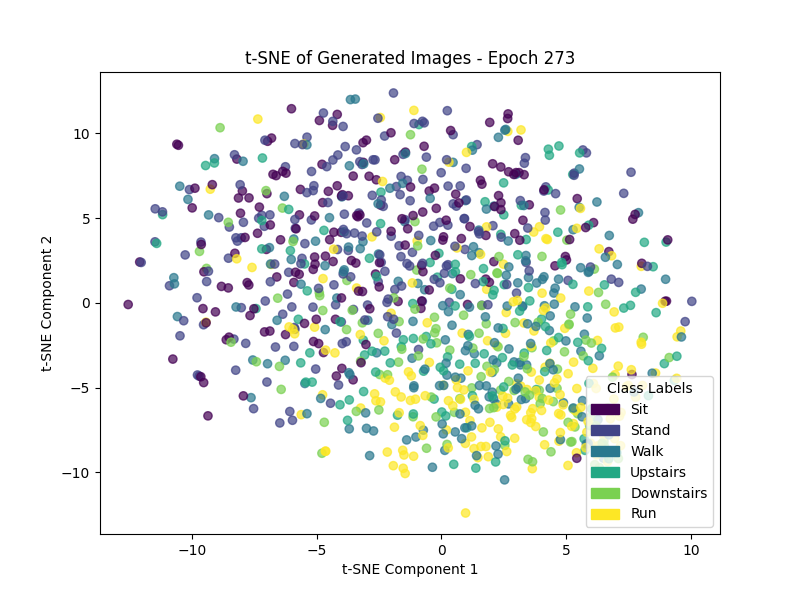 t-SNE of Generated Images - Epoch 273
t-SNE Component 2
10
5
0
−5
−10
Class Labels
Sit
Stand
Walk
Upstairs
Downstairs
Run
−10
−5
0
5
10
t-SNE Component 1